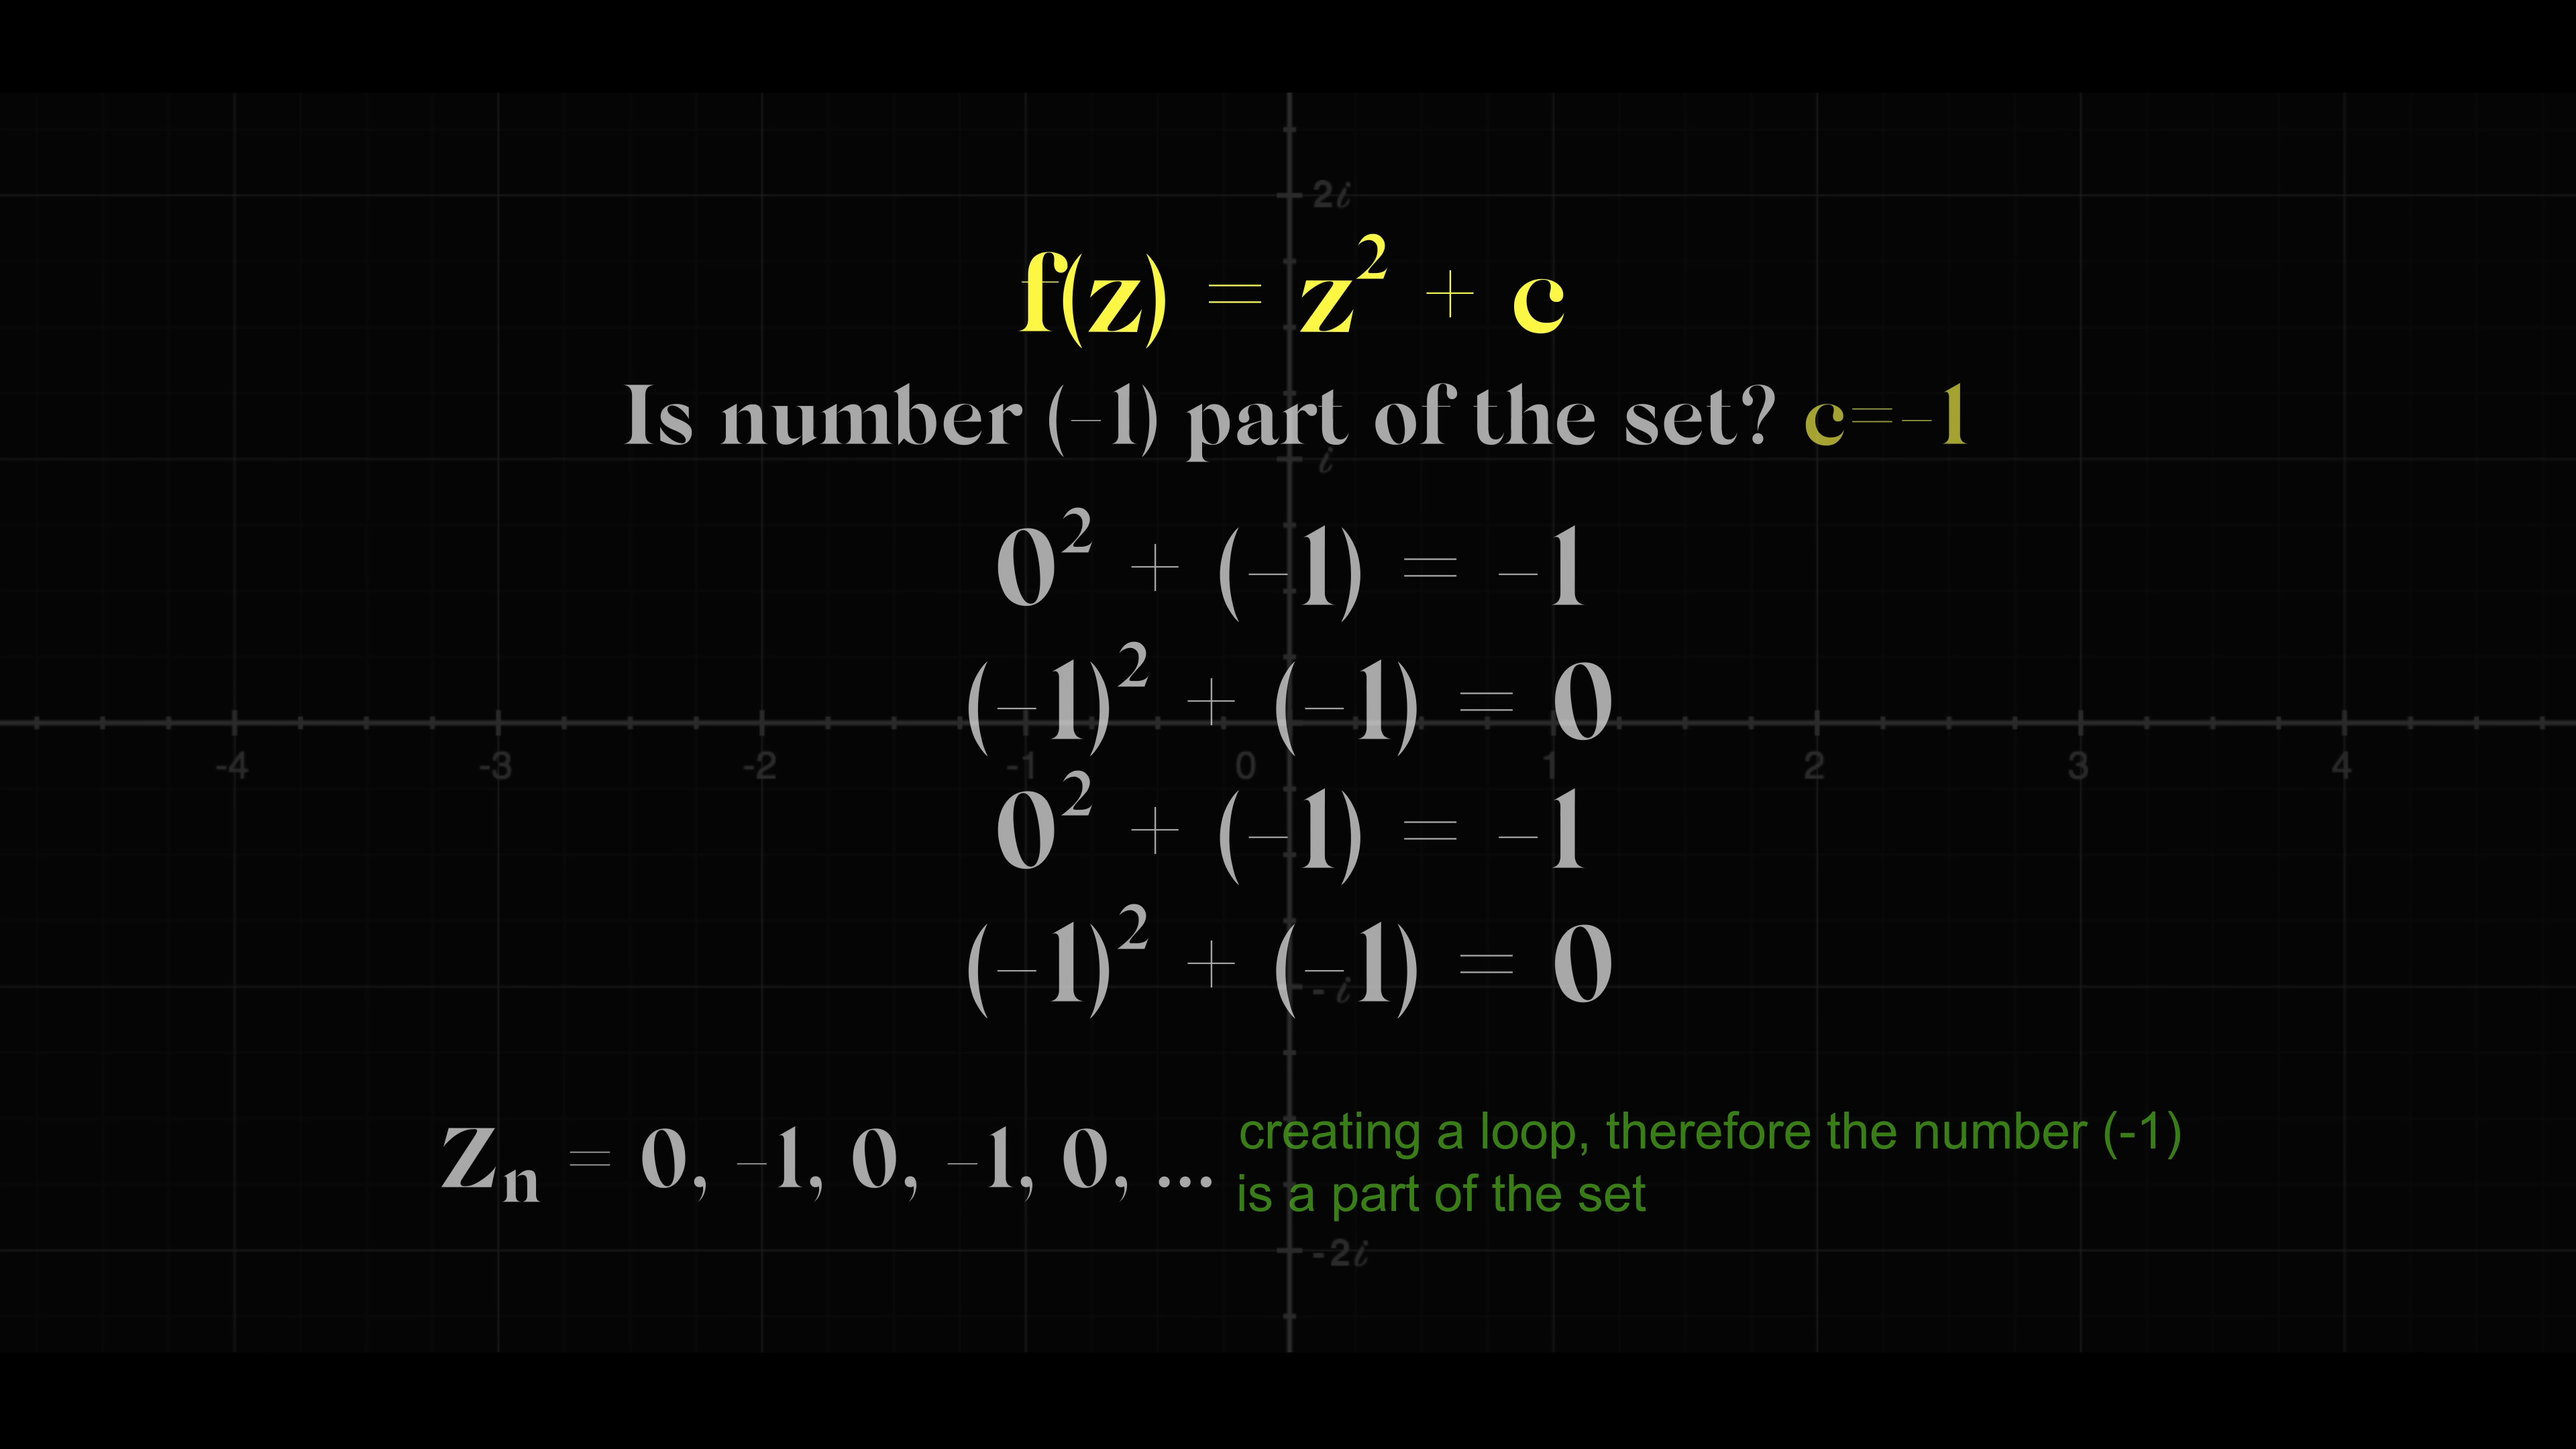 2i
f(z) = z² + c
Is number (-1) part of the set? c=-1
i
0² + (-1) = -1
(-1)² + (-1) = 0
-4 -3 -2 -1 0 1 2 3 4
0² + (-1) = -1
(-1)² + (-1) = 0
-i
Zₙ = 0, -1, 0, -1, 0, ...
creating a loop, therefore the number (-1)
is a part of the set
-2i